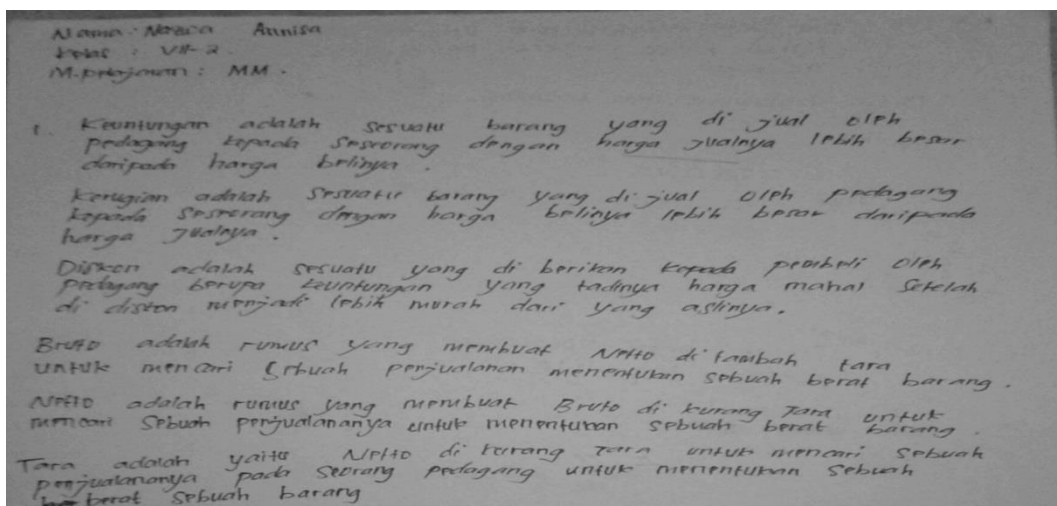 Nama : Nazwa Annisa
Kelas : VII-2.
M.pelajaran : MM.
1. Keuntungan adalah sesuatu barang yang di jual oleh
pedagang kepada seseorang dengan harga jualnya lebih besar
daripada harga belinya.
Kerugian adalah sesuatu barang yang di jual oleh pedagang
kepada seseorang dengan harga belinya lebih besar daripada
harga jualnya.
Diskon adalah sesuatu yang di berikan kepada pembeli oleh
pedagang berupa keuntungan yang tadinya harga mahal setelah
di diskon menjadi lebih murah dari yang aslinya.
Bruto adalah rumus yang membuat Netto di tambah tara
untuk mencari sebuah penjualanan menentukan sebuah berat barang.
Netto adalah rumus yang membuat Bruto di kurang Tara untuk
mencari sebuah penjualananya untuk menentukan sebuah berat barang.
Tara adalah yaitu Netto di kurang Tara untuk mencari sebuah
penjualananya pada seorang pedagang untuk menentukan sebuah
berat sebuah barang